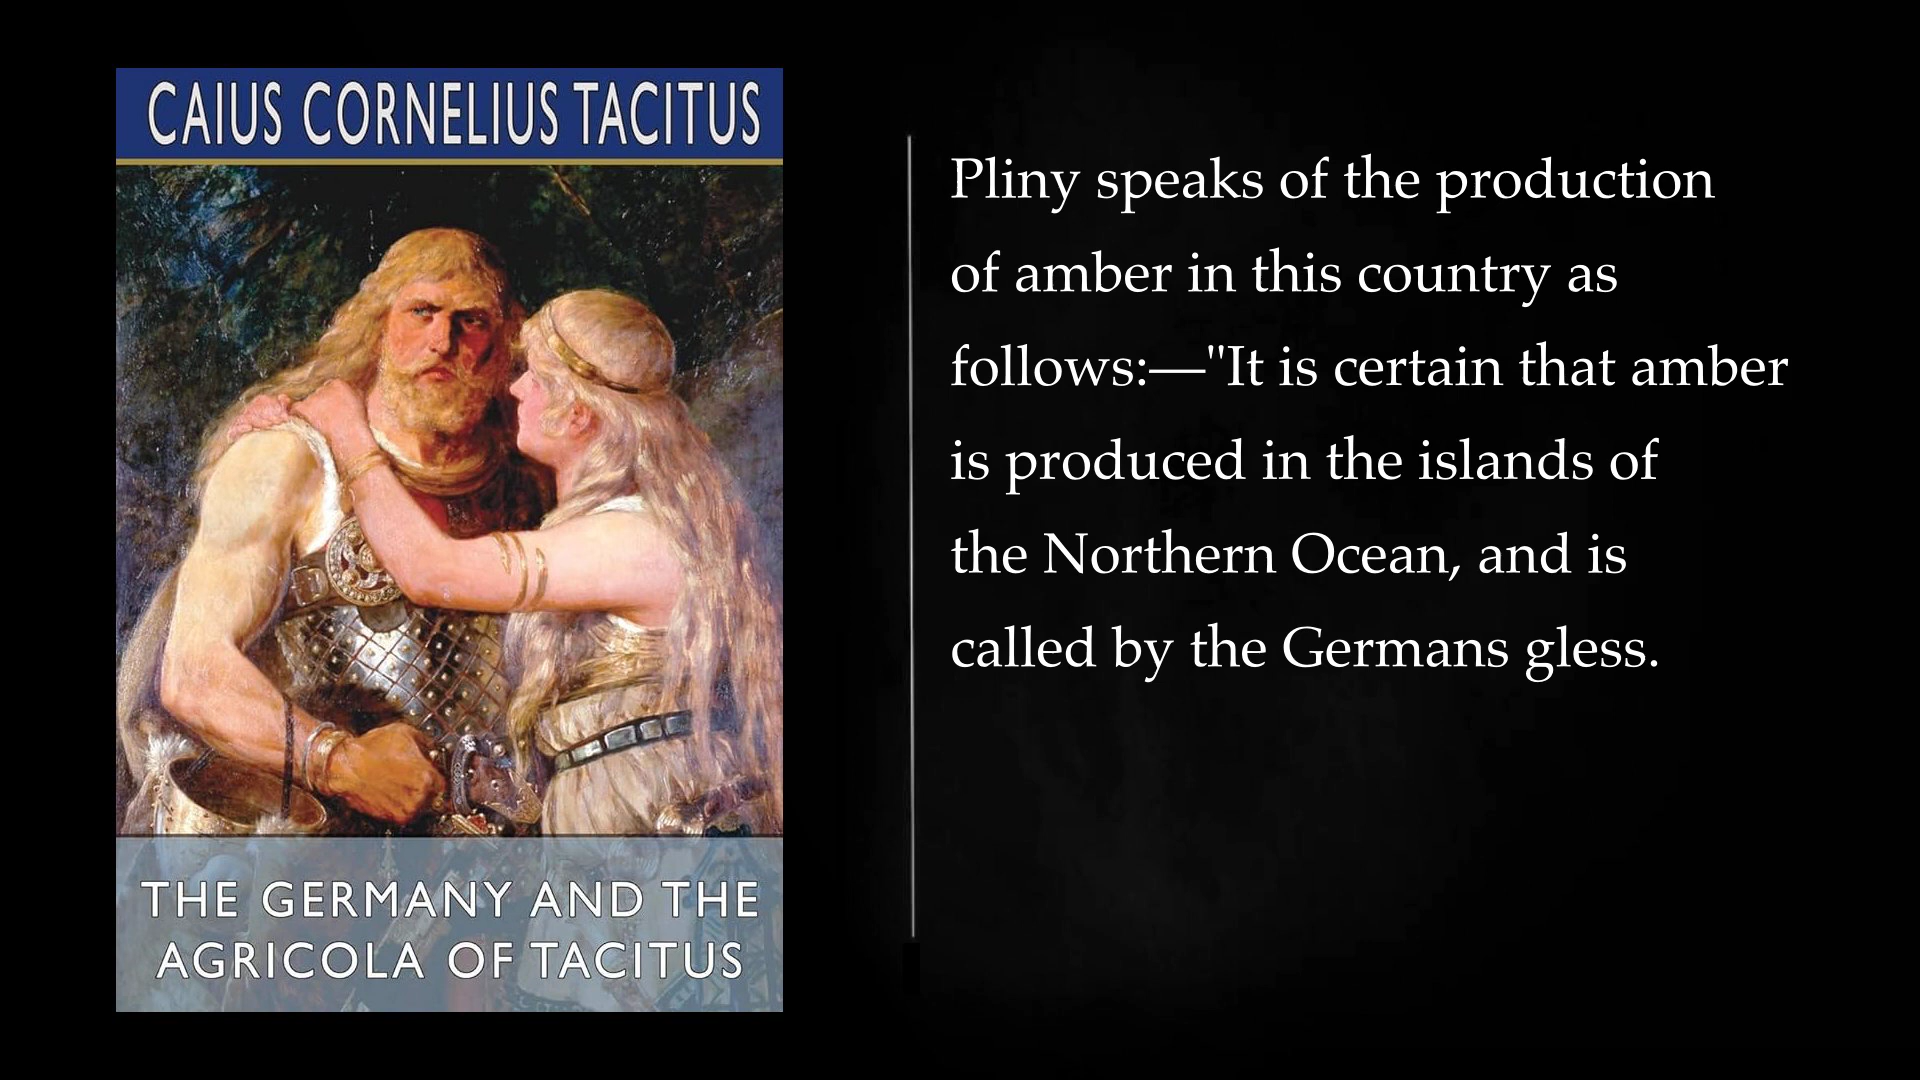 CAIUS CORNELIUS TACITUS
THE GERMANY AND THE
AGRICOLA OF TACITUS
Pliny speaks of the production
of amber in this country as
follows:—"It is certain that amber
is produced in the islands of
the Northern Ocean, and is
called by the Germans gless.